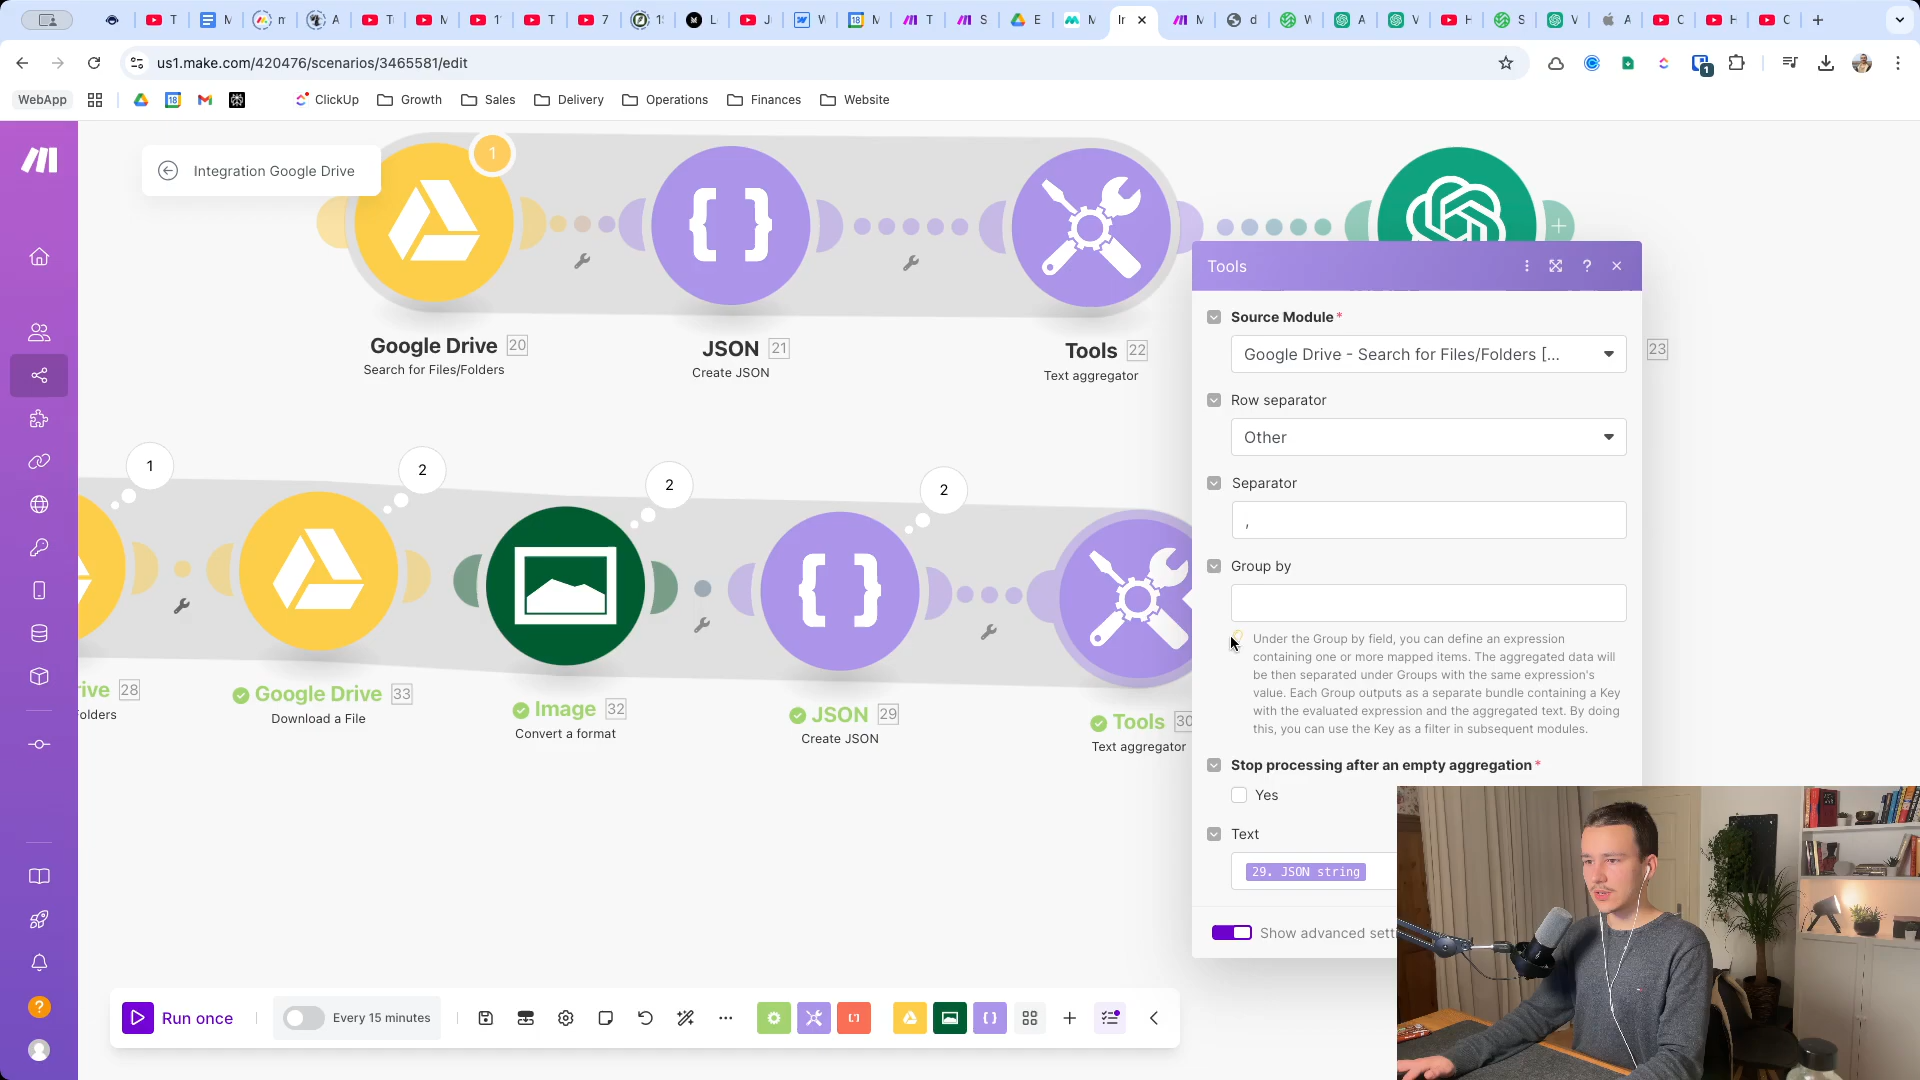 us1.make.com/420476/scenarios/3465581/edit
WebApp
ClickUp
Growth
Sales
Delivery
Operations
Finances
Website
Integration Google Drive
1
Google Drive 20
Search for Files/Folders
JSON 21
Create JSON
Tools 22
Text aggregator
23
1
2
2
2
rive 28
olders
Google Drive 33
Download a File
Image 32
Convert a format
JSON 29
Create JSON
Tools 30
Text aggregator
Tools
Source Module*
Google Drive - Search for Files/Folders [...
Row separator
Other
Separator
,
Group by
Under the Group by field, you can define an expression
containing one or more mapped items. The aggregated data will
be then separated under Groups with the same expression's
value. Each Group outputs as a separate bundle containing a Key
with the evaluated expression and the aggregated text. By doing
this, you can use the Key as a filter in subsequent modules.
Stop processing after an empty aggregation*
Yes
Text
29. JSON string
Show advanced setti
Run once
Every 15 minutes